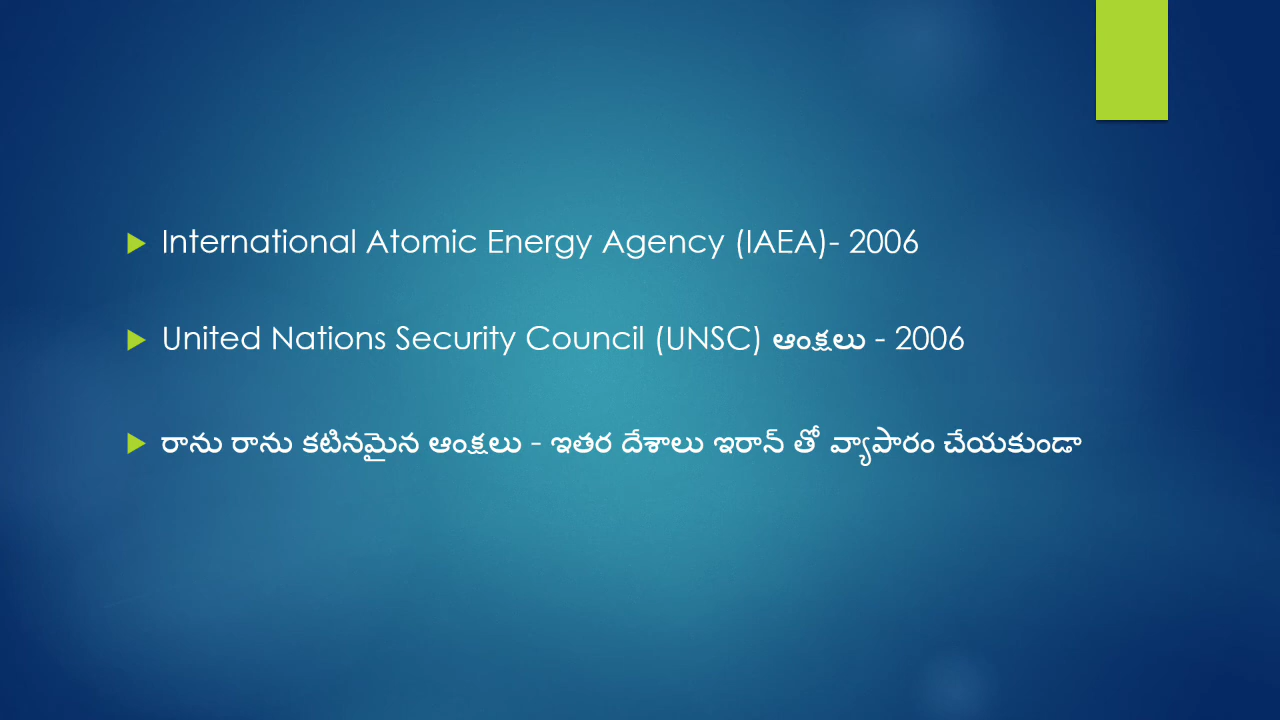 International Atomic Energy Agency (IAEA)- 2006
United Nations Security Council (UNSC) ఆంక్షలు - 2006
రాను రాను కటినమైన ఆంక్షలు - ఇతర దేశాలు ఇరాన్ తో వ్యాపారం చేయకుండా